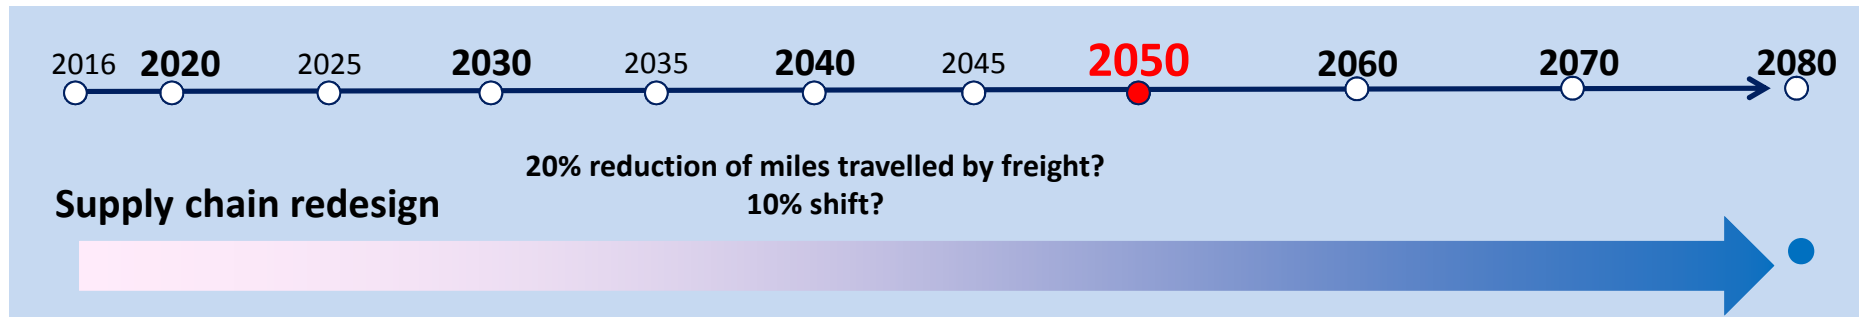 2016 2020 2025 2030 2035 2040 2045 2050 2060 2070 2080
20% reduction of miles travelled by freight?
Supply chain redesign
10% shift?